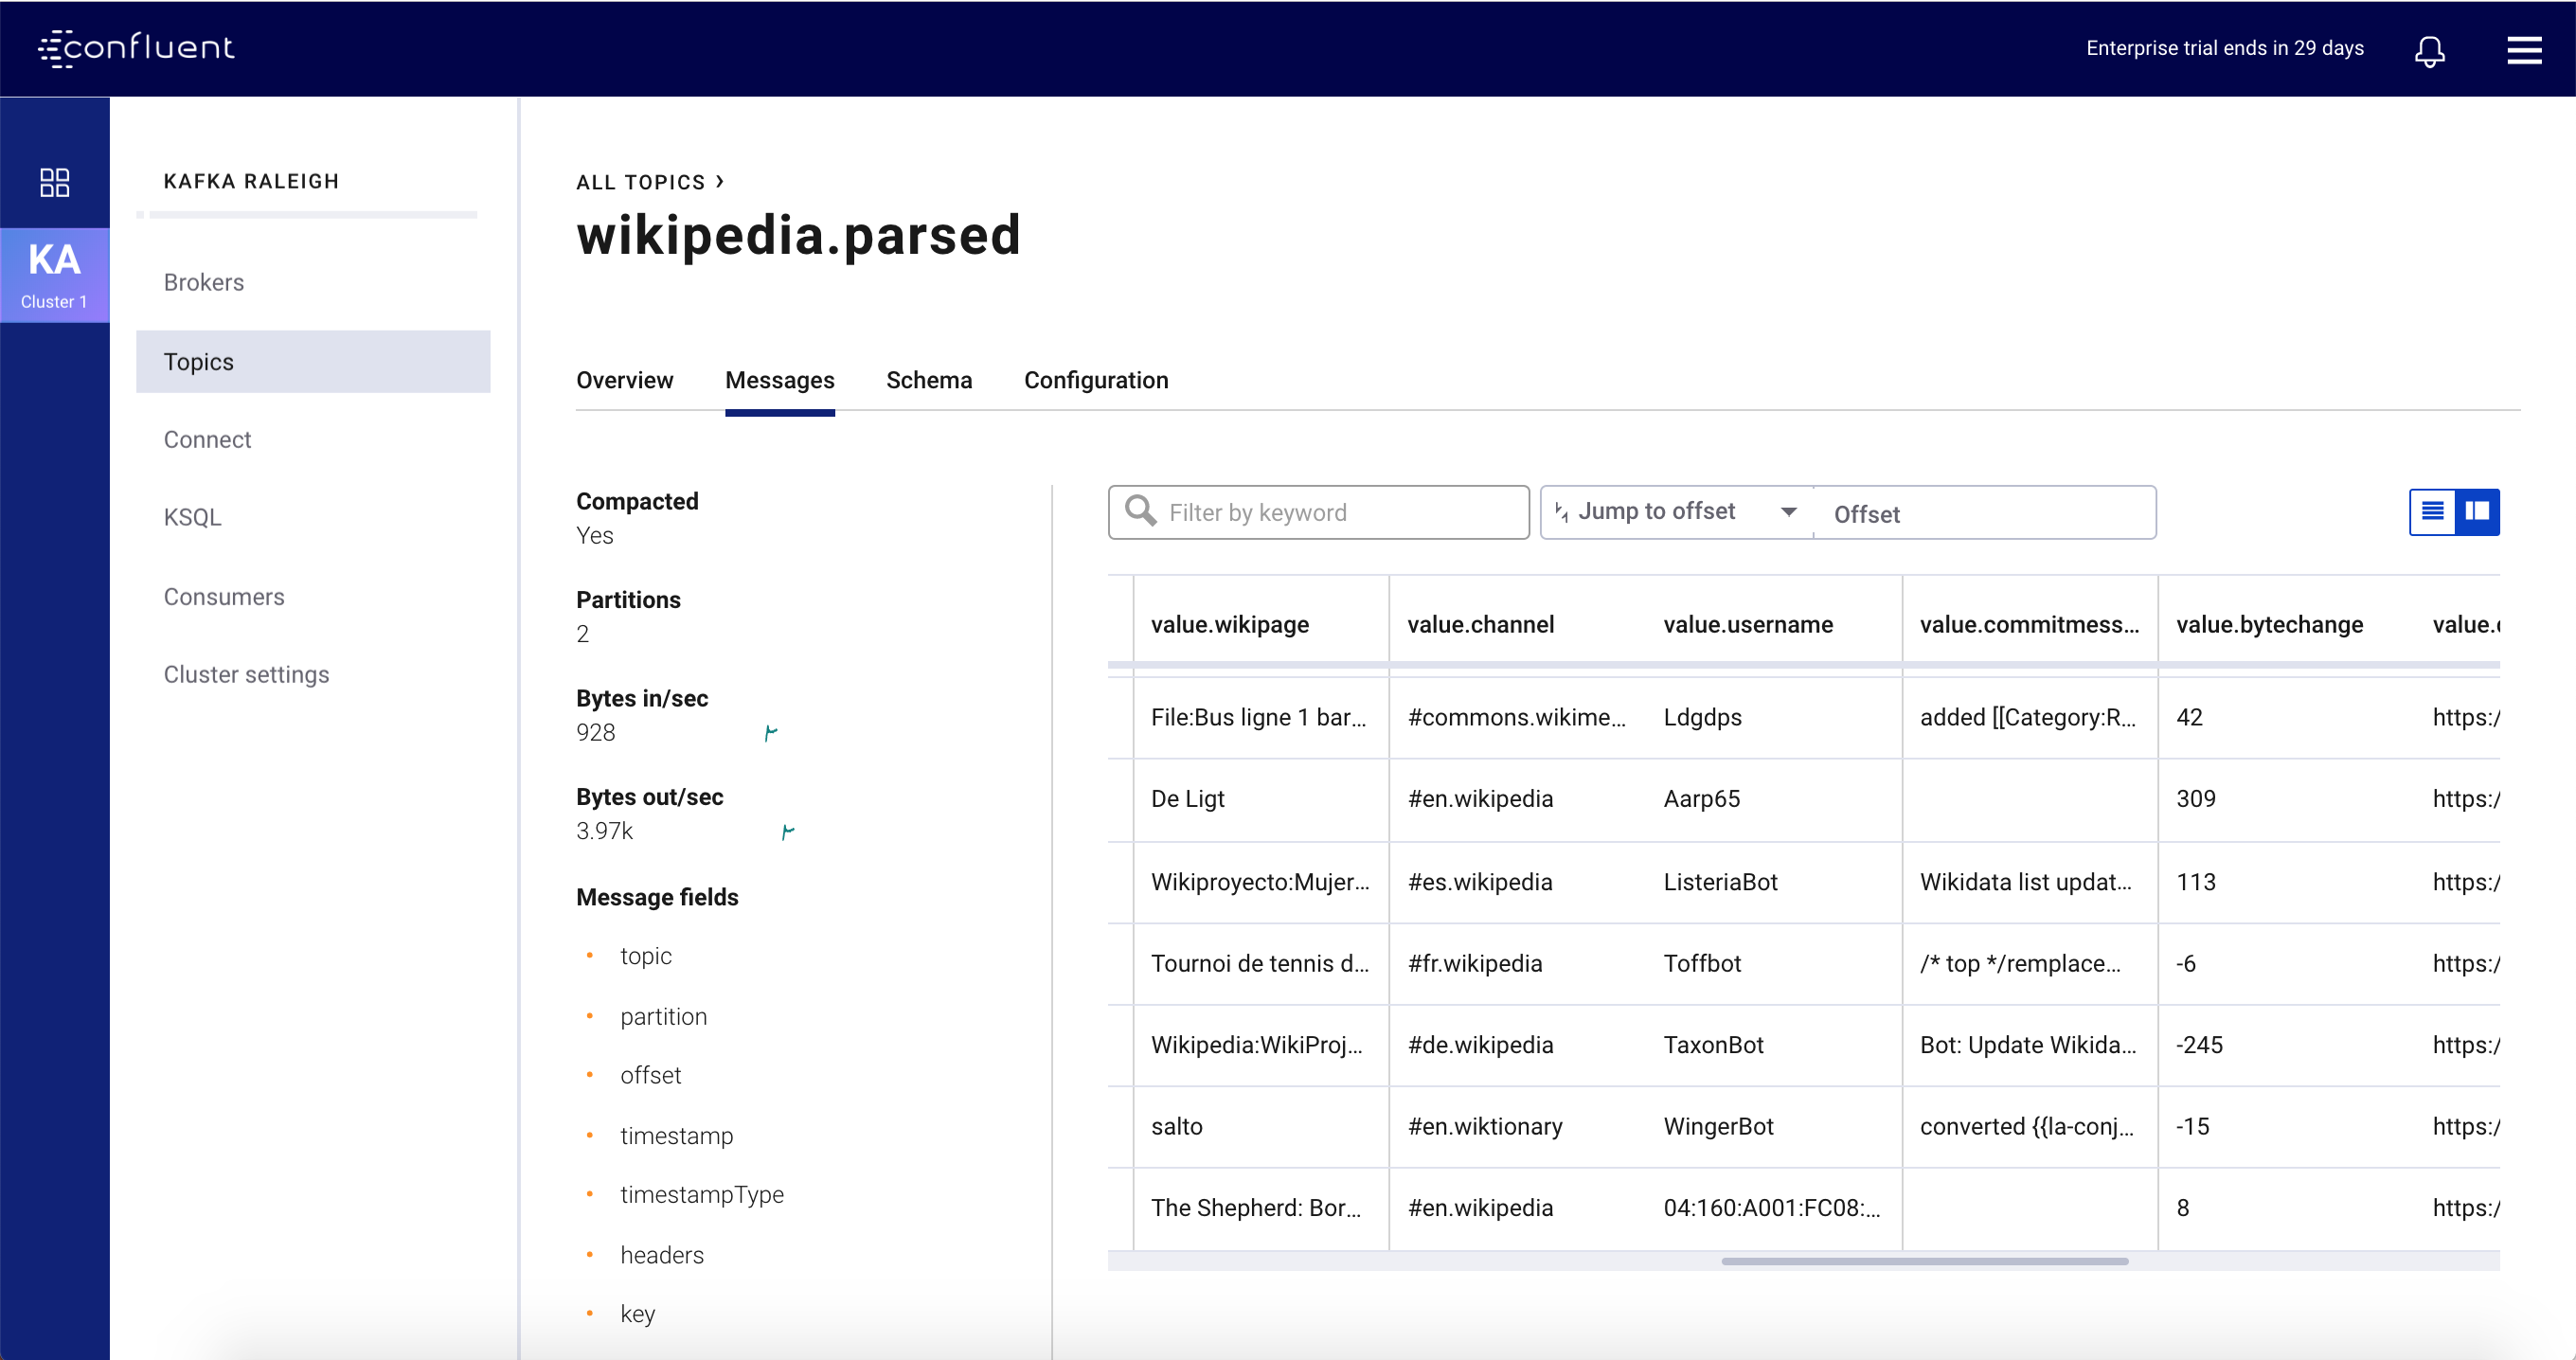 confluent
Enterprise trial ends in 29 days
KA
Cluster 1
KAFKA RALEIGH
Brokers
Topics
Connect
KSQL
Consumers
Cluster settings
ALL TOPICS ›
wikipedia.parsed
Overview Messages Schema Configuration
Compacted
Yes
Partitions
2
Bytes in/sec
928
Bytes out/sec
3.97k
Message fields
• topic
• partition
• offset
• timestamp
• timestampType
• headers
• key
Filter by keyword Jump to offset Offset
value.wikipage value.channel value.username value.commitmess... value.bytechange value.
File:Bus ligne 1 bar... #commons.wikime... Ldgdps added [[Category:R... 42 https:/
De Ligt #en.wikipedia Aarp65 309 https:/
Wikiproyecto:Mujer... #es.wikipedia ListeriaBot Wikidata list updat... 113 https:/
Tournoi de tennis d... #fr.wikipedia Toffbot /* top */remplace... -6 https:/
Wikipedia:WikiProj... #de.wikipedia TaxonBot Bot: Update Wikida... -245 https:/
salto #en.wiktionary WingerBot converted {{la-conj... -15 https:/
The Shepherd: Bor... #en.wikipedia 04:160:A001:FC08:... 8 https:/